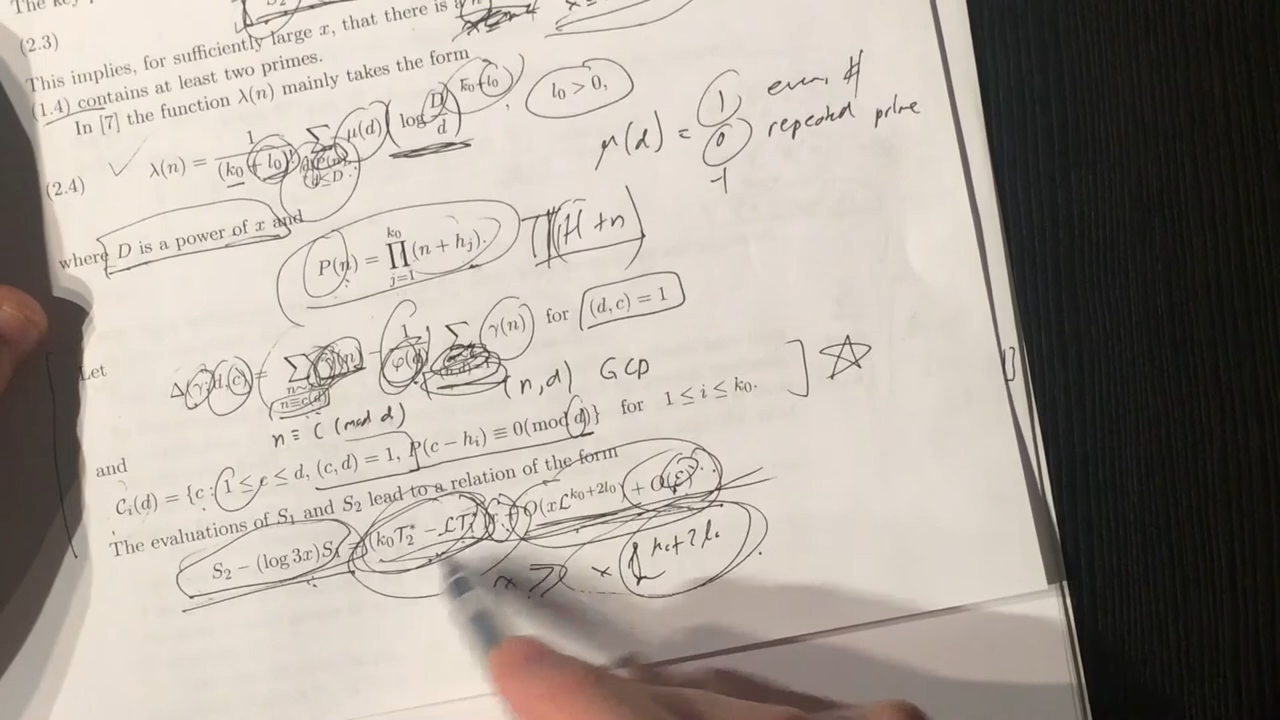 The key
(2.3)
This implies, for sufficiently large x, that there is a n
(1.4) contains at least two primes.
In [7] the function λ(n) mainly takes the form
(2.4) λ(n) = 1/(k₀ + l₀)! ∑ d|P(n) d≤D μ(d) (log D/d)^(k₀+l₀), l₀ > 0,
μ(d) = 1 even #
0 repeated prime
-1
where D is a power of x and
P(n) = ∏_{j=1}^{k₀} (n + h_j). ∏(H + n)
Let
Δ(γ; d, c) = ∑ n≡c(d) γ(n) − 1/φ(d) ∑ γ(n) for (d, c) = 1
(n, d) GCD
n ≡ C (mod d)
and
C_i(d) = {c : 1 ≤ c ≤ d, (c, d) = 1, P(c − h_i) ≡ 0(mod d)} for 1 ≤ i ≤ k₀.
The evaluations of S₁ and S₂ lead to a relation of the form
S₂ − (log 3x)S₁ = (k₀T₂* − ℒT₁*)x + O(xℒ^(k₀+2l₀)) + O(ℰ)
x ℒ^(k₀+2l₀)